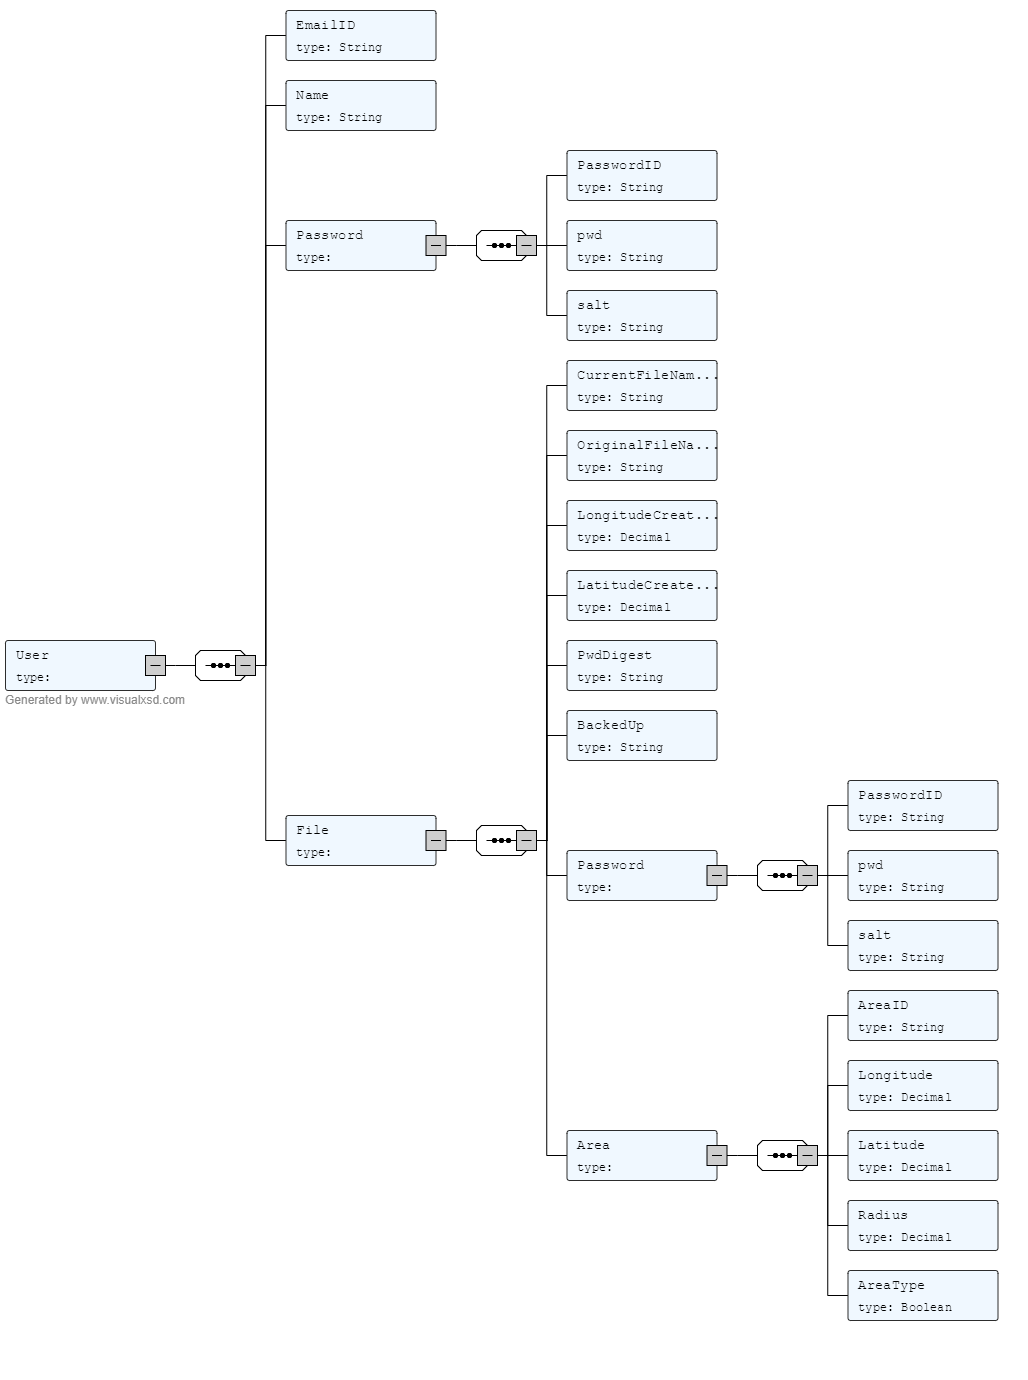 EmailID
type: String
Name
type: String
PasswordID
type: String
Password
type:
pwd
type: String
salt
type: String
CurrentFileNam...
type: String
OriginalFileNa...
type: String
LongitudeCreat...
type: Decimal
LatitudeCreate...
type: Decimal
User
type:
Generated by www.visualxsd.com
PwdDigest
type: String
BackedUp
type: String
File
type:
PasswordID
type: String
Password
type:
pwd
type: String
salt
type: String
AreaID
type: String
Longitude
type: Decimal
Area
type:
Latitude
type: Decimal
Radius
type: Decimal
AreaType
type: Boolean